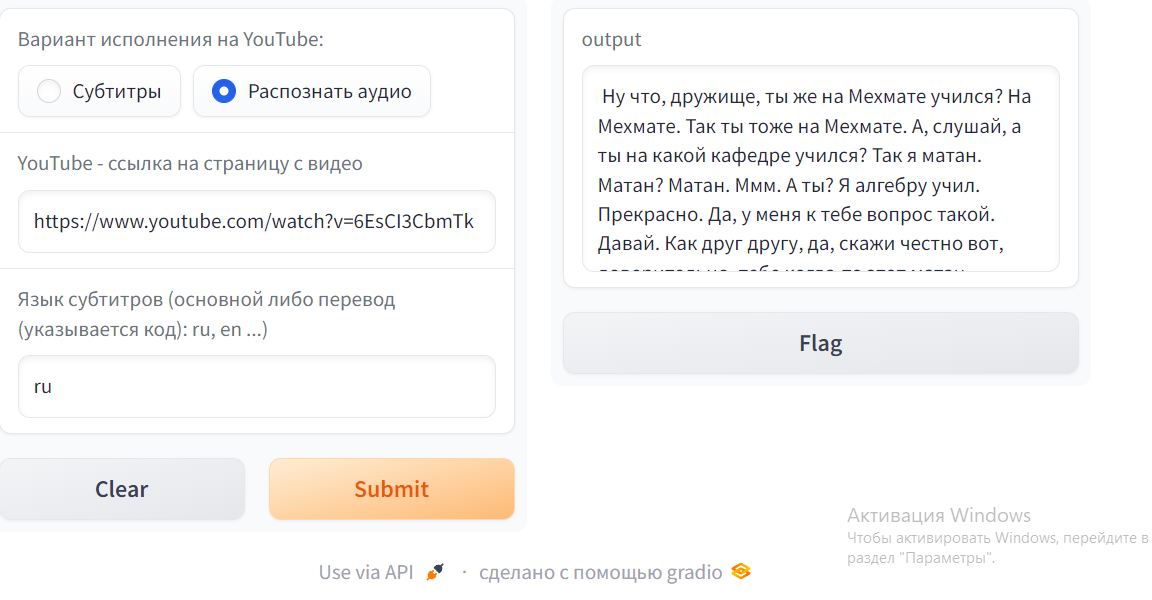 Вариант исполнения на YouTube:
Субтитры
Распознать аудио
YouTube - ссылка на страницу с видео
https://www.youtube.com/watch?v=6EsCI3CbmTk
Язык субтитров (основной либо перевод
(указывается код): ru, en ...)
ru
Clear
Submit
output
Ну что, дружище, ты же на Мехмате учился? На
Мехмате. Так ты тоже на Мехмате. А, слушай, а
ты на какой кафедре учился? Так я матан.
Матан? Матан. Ммм. А ты? Я алгебру учил.
Прекрасно. Да, у меня к тебе вопрос такой.
Давай. Как друг другу, да, скажи честно вот,
Flag
Активация Windows
Чтобы активировать Windows, перейдите в
раздел "Параметры".
Use via API · сделано с помощью gradio